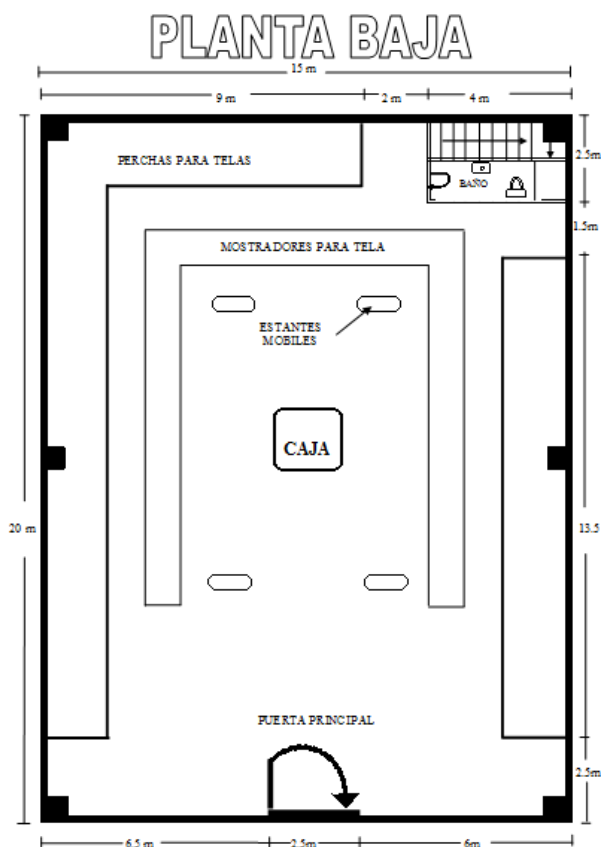 PLANTA BAJA
15 m
9 m
2 m
4 m
PERCHAS PARA TELAS
2.5m
BAÑO
1.5m
MOSTRADORES PARA TELA
ESTANTES
MOBILES
CAJA
20 m
13.5
PUERTA PRINCIPAL
2.5m
6.5
2.5m
6m